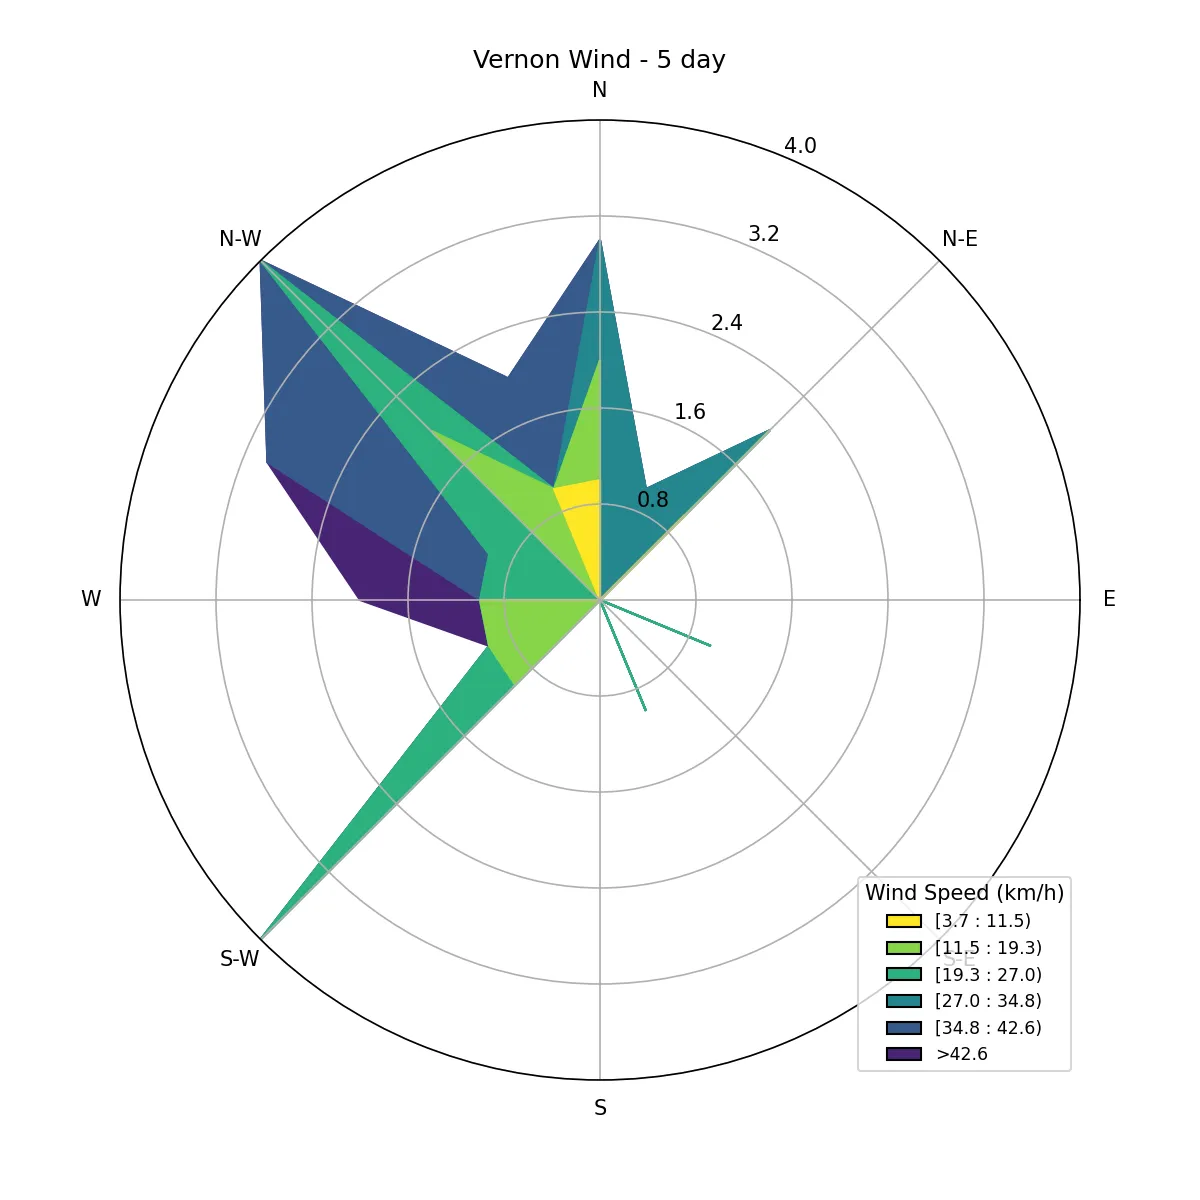 Vernon Wind - 5 day
N
4.0
N-W
3.2
N-E
2.4
1.6
0.8
W
E
S-W
S-E
S
Wind Speed (km/h)
[3.7 : 11.5)
[11.5 : 19.3)
[19.3 : 27.0)
[27.0 : 34.8)
[34.8 : 42.6)
>42.6